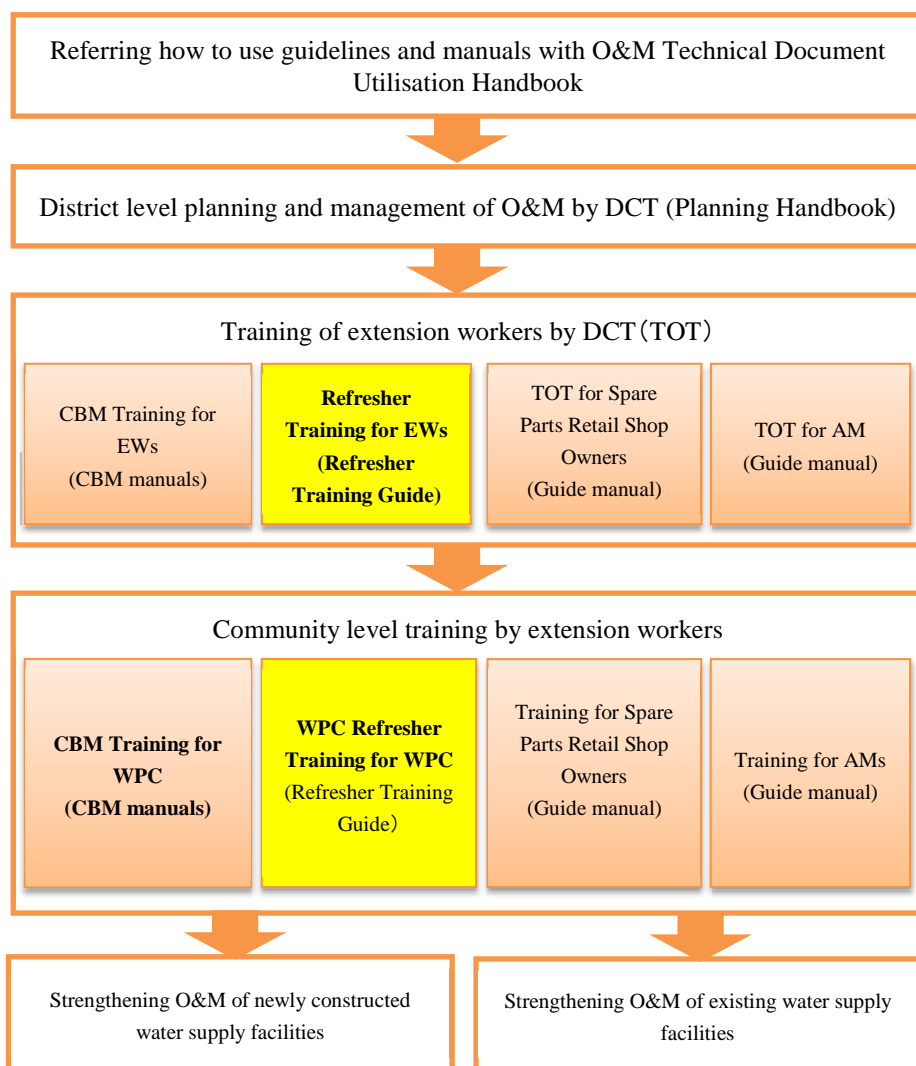 Referring how to use guidelines and manuals with O&M Technical Document
Utilisation Handbook
District level planning and management of O&M by DCT (Planning Handbook)
Training of extension workers by DCT（TOT）
CBM Training for
EWs
(CBM manuals)
Refresher
Training for EWs
(Refresher
Training Guide)
TOT for Spare
Parts Retail Shop
Owners
(Guide manual)
TOT for AM
(Guide manual)
Community level training by extension workers
CBM Training for
WPC
(CBM manuals)
WPC Refresher
Training for WPC
(Refresher Training
Guide）
Training for Spare
Parts Retail Shop
Owners
(Guide manual)
Training for AMs
(Guide manual)
Strengthening O&M of newly constructed
water supply facilities
Strengthening O&M of existing water supply
facilities